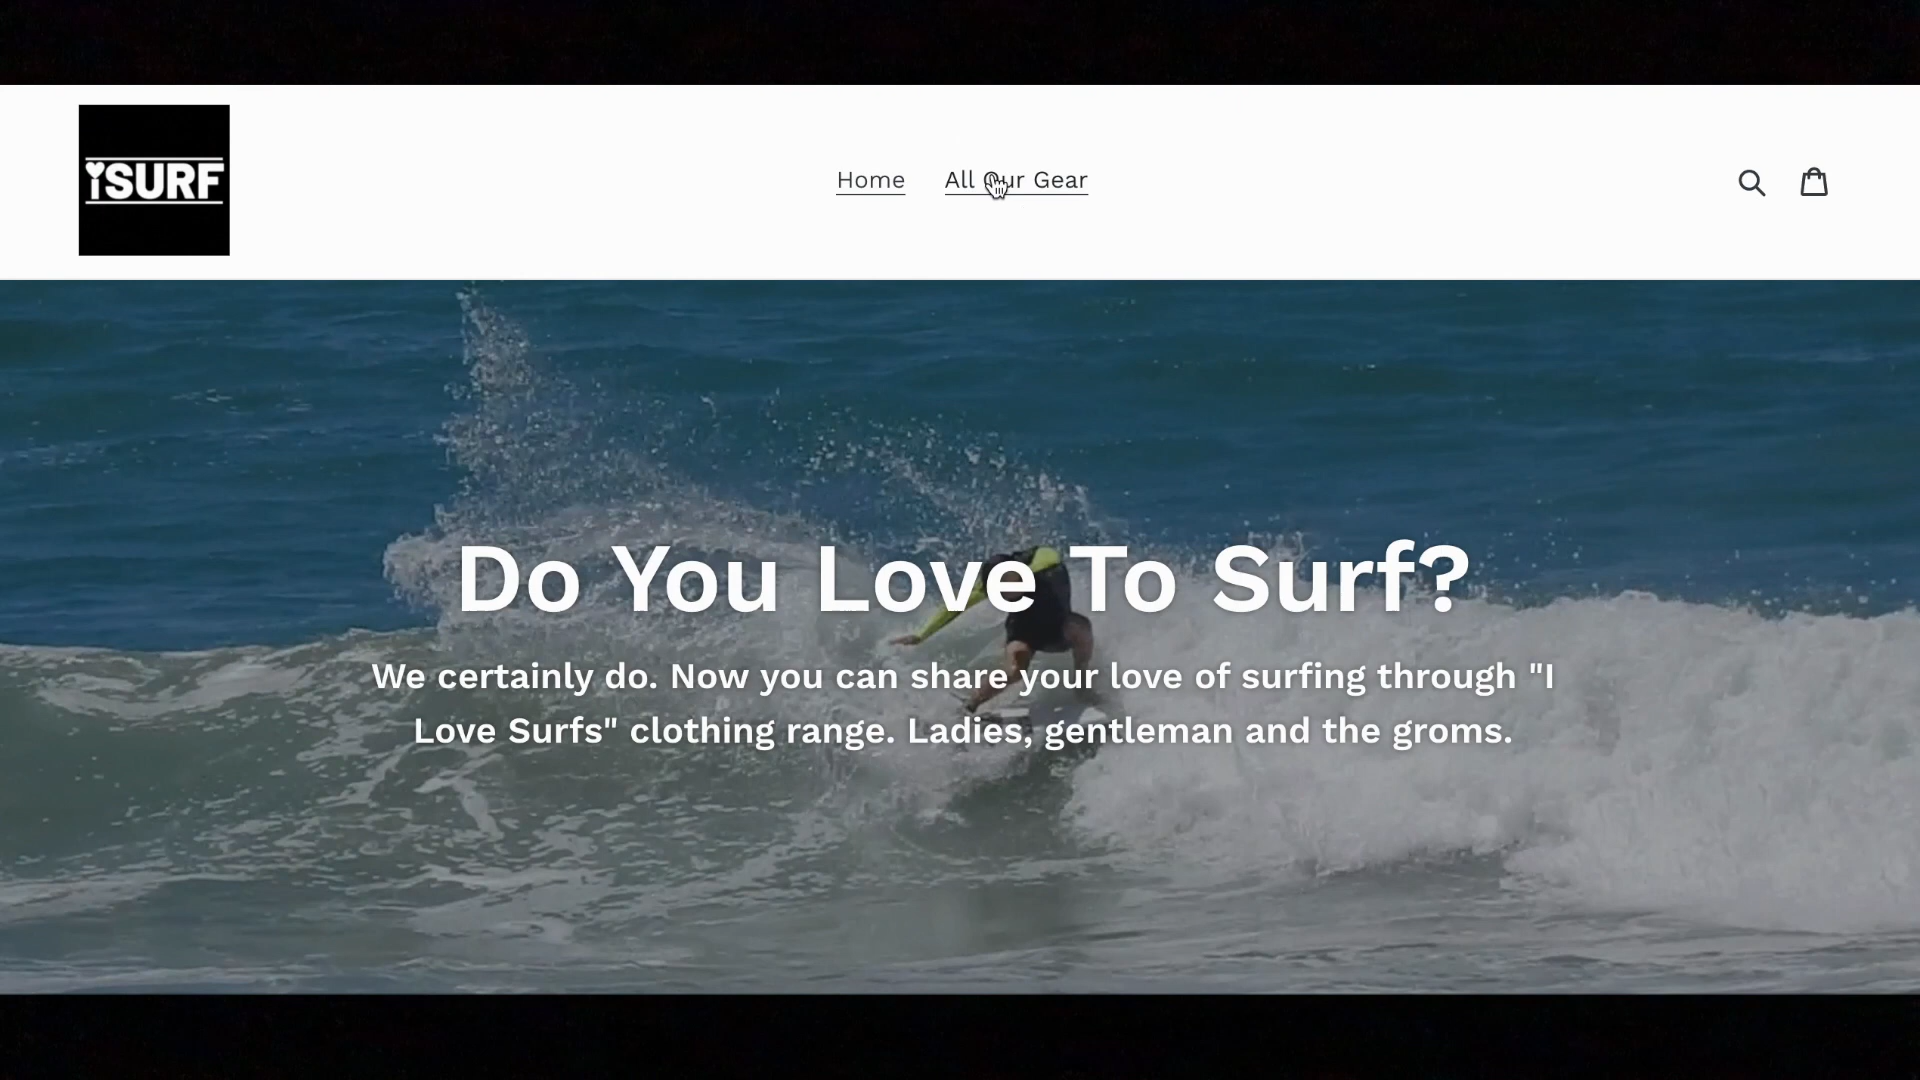 iSURF
Home
All Our Gear
Do You Love To Surf?
We certainly do. Now you can share your love of surfing through "I
Love Surfs" clothing range. Ladies, gentleman and the groms.